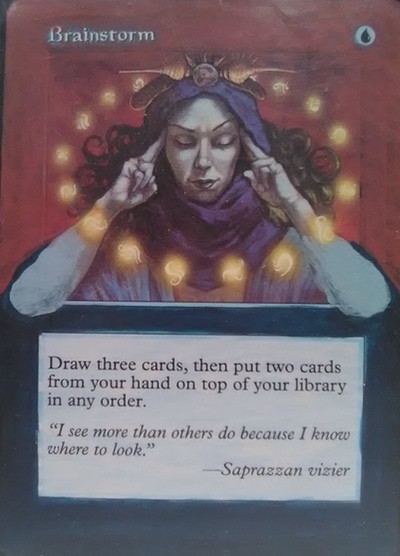 Brainstorm
Draw three cards, then put two cards
from your hand on top of your library
in any order.
“I see more than others do because I know
where to look.”
—Saprazzan vizier